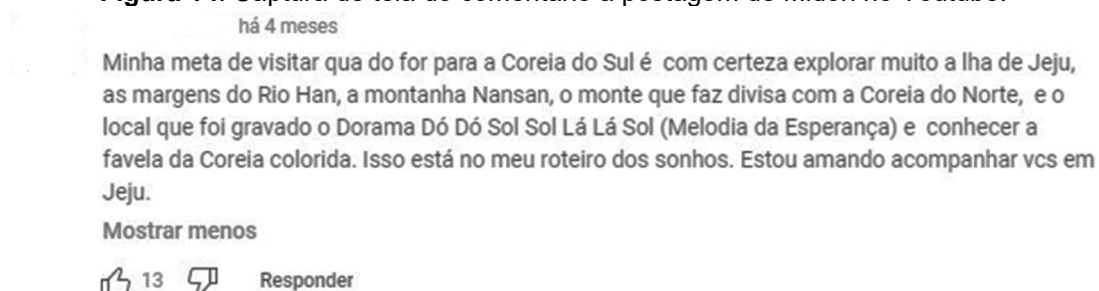 há 4 meses
Minha meta de visitar qua do for para a Coreia do Sul é com certeza explorar muito a lha de Jeju,
as margens do Rio Han, a montanha Nansan, o monte que faz divisa com a Coreia do Norte, e o
local que foi gravado o Dorama Dó Dó Sol Sol Lá Lá Sol (Melodia da Esperança) e conhecer a
favela da Coreia colorida. Isso está no meu roteiro dos sonhos. Estou amando acompanhar vcs em
Jeju.
Mostrar menos
13 Responder